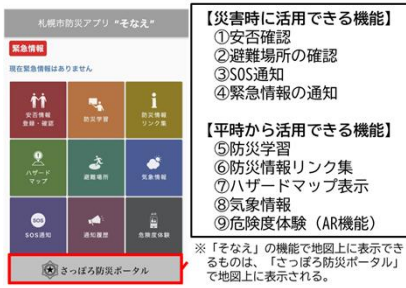 札幌市防災アプリ "そなえ"
緊急情報
現在緊急情報はありません
安否情報
登録・確認
防災学習
防災情報
リンク集
ハザード
マップ
避難場所
気象情報
SOS
SOS通知
通知履歴
危険度体験
さっぽろ防災ポータル
【災害時に活用できる機能】
①安否確認
②避難場所の確認
③SOS通知
④緊急情報の通知
【平時から活用できる機能】
⑤防災学習
⑥防災情報リンク集
⑦ハザードマップ表示
⑧気象情報
⑨危険度体験（AR機能）
※「そなえ」の機能で地図上に表示でき
るものは、「さっぽろ防災ポータル」
で地図上に表示される。